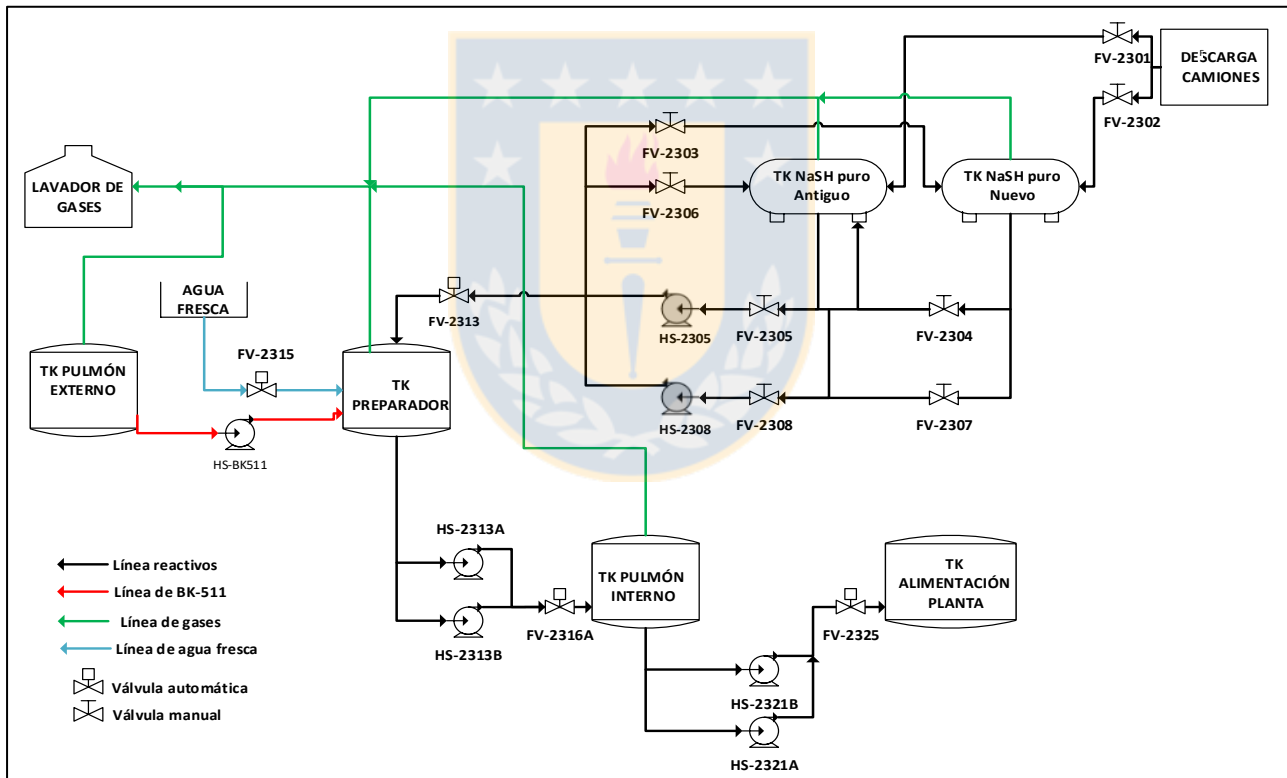 FV-2301
DESCARGA
CAMIONES
FV-2302
FV-2303
TK NaSH puro
Antiguo
TK NaSH puro
Nuevo
LAVADOR DE
GASES
FV-2306
AGUA
FRESCA
FV-2313
HS-2305
FV-2305
FV-2304
FV-2315
TK PULMÓN
EXTERNO
TK
PREPARADOR
HS-BK511
HS-2308
FV-2308
FV-2307
HS-2313A
TK PULMÓN
INTERNO
TK
ALIMENTACIÓN
PLANTA
FV-2316A
FV-2325
HS-2313B
HS-2321B
HS-2321A
Línea reactivos
Línea de BK-511
Línea de gases
Línea de agua fresca
Válvula automática
Válvula manual